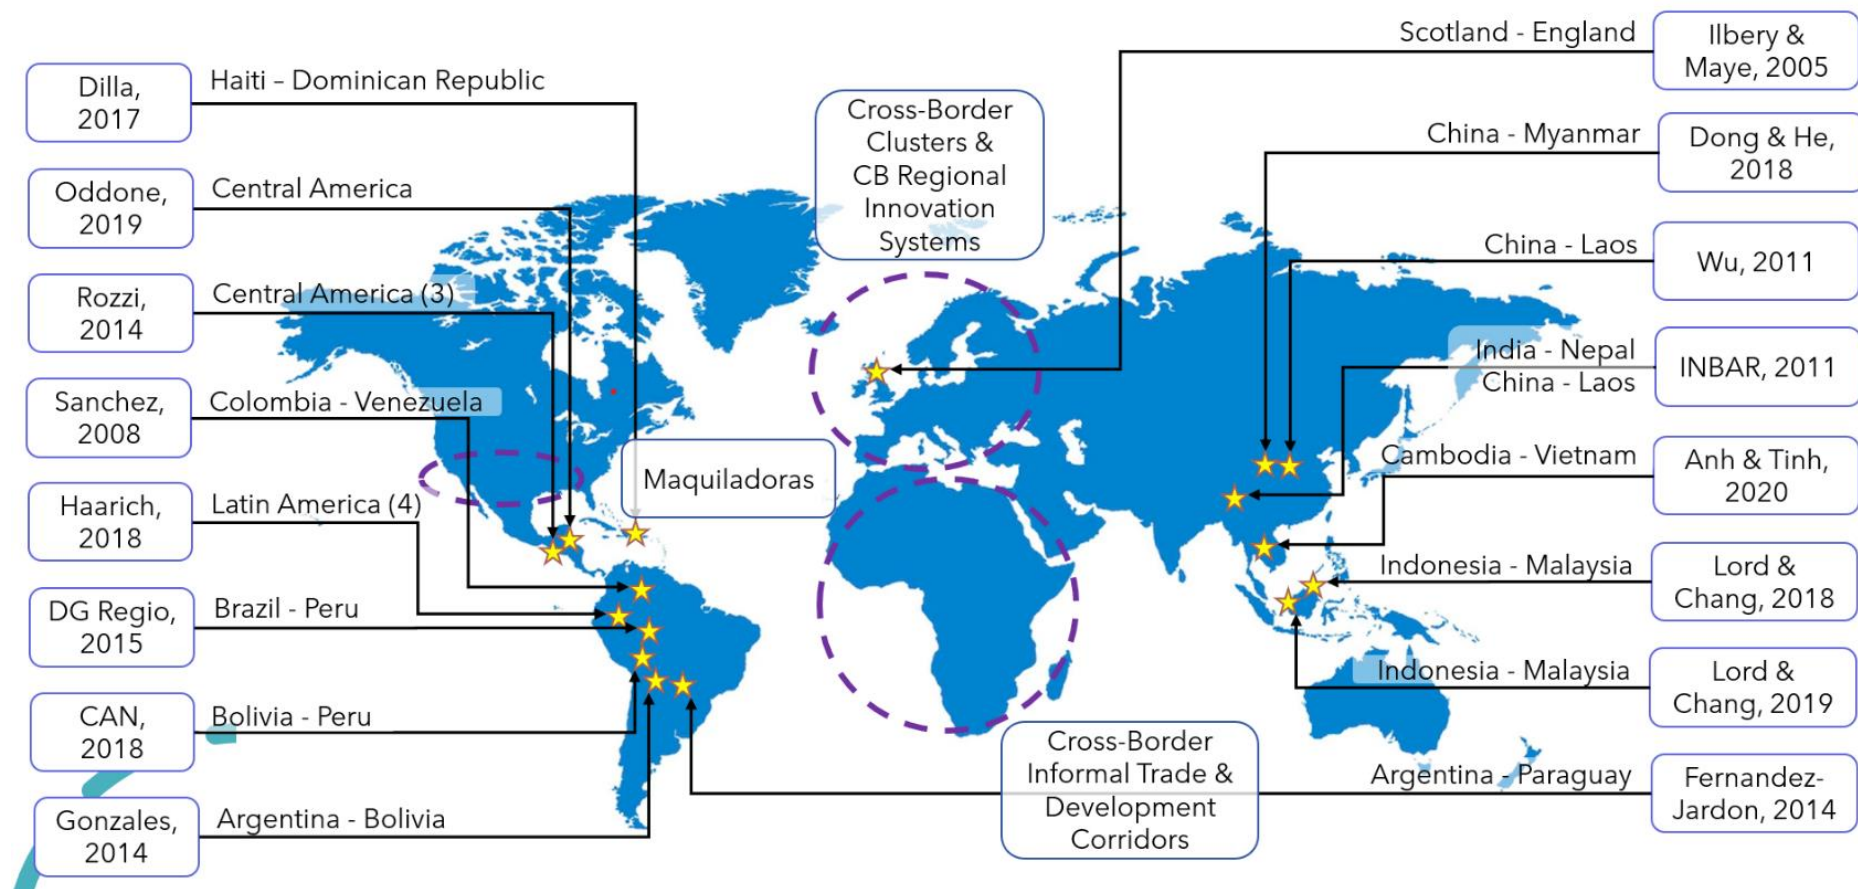 Dilla,
2017
Haiti – Dominican Republic
Oddone,
2019
Central America
Rozzi,
2014
Central America (3)
Sanchez,
2008
Colombia - Venezuela
Haarich,
2018
Latin America (4)
DG Regio,
2015
Brazil - Peru
CAN,
2018
Bolivia - Peru
Gonzales,
2014
Argentina - Bolivia
Cross-Border
Clusters &
CB Regional
Innovation
Systems
Maquiladoras
Cross-Border
Informal Trade &
Development
Corridors
Scotland - England
Ilbery &
Maye, 2005
China - Myanmar
Dong & He,
2018
China - Laos
Wu, 2011
India - Nepal
China - Laos
INBAR, 2011
Cambodia - Vietnam
Anh & Tinh,
2020
Indonesia - Malaysia
Lord &
Chang, 2018
Indonesia - Malaysia
Lord &
Chang, 2019
Argentina - Paraguay
Fernandez-
Jardon, 2014